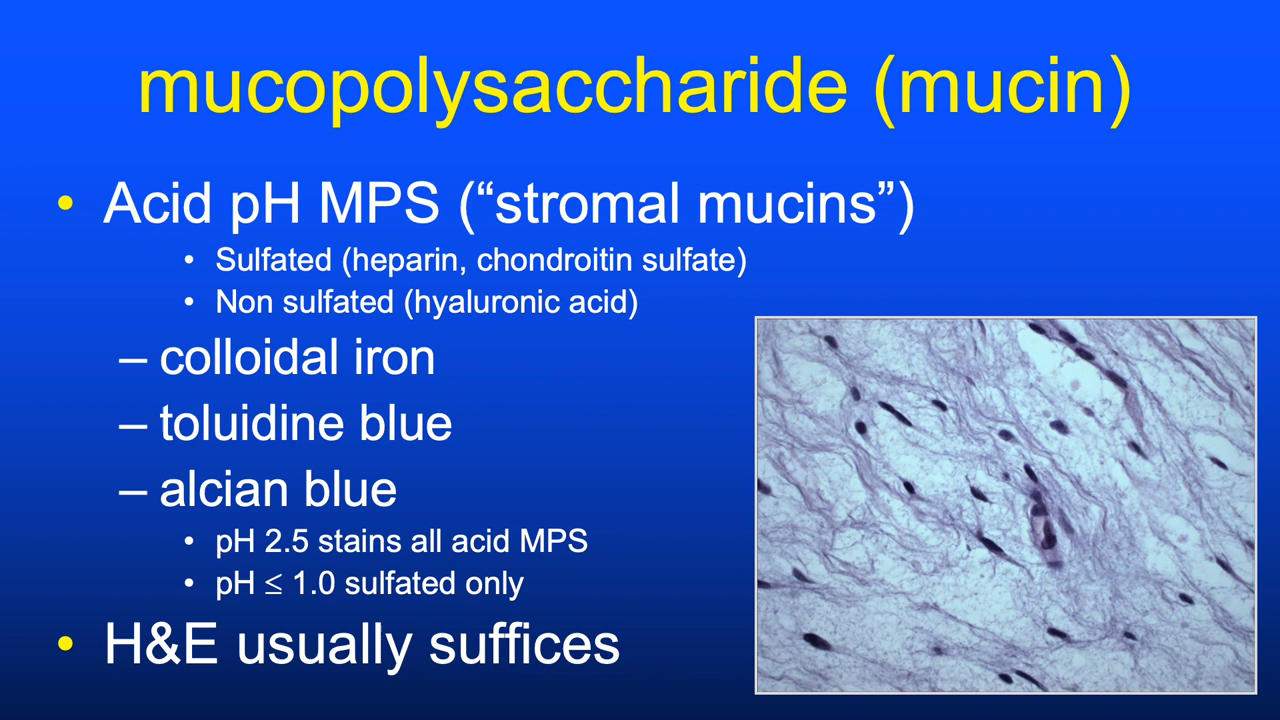 mucopolysaccharide (mucin)
• Acid pH MPS (“stromal mucins”)
• Sulfated (heparin, chondroitin sulfate)
• Non sulfated (hyaluronic acid)
– colloidal iron
– toluidine blue
– alcian blue
• pH 2.5 stains all acid MPS
• pH ≤ 1.0 sulfated only
• H&E usually suffices